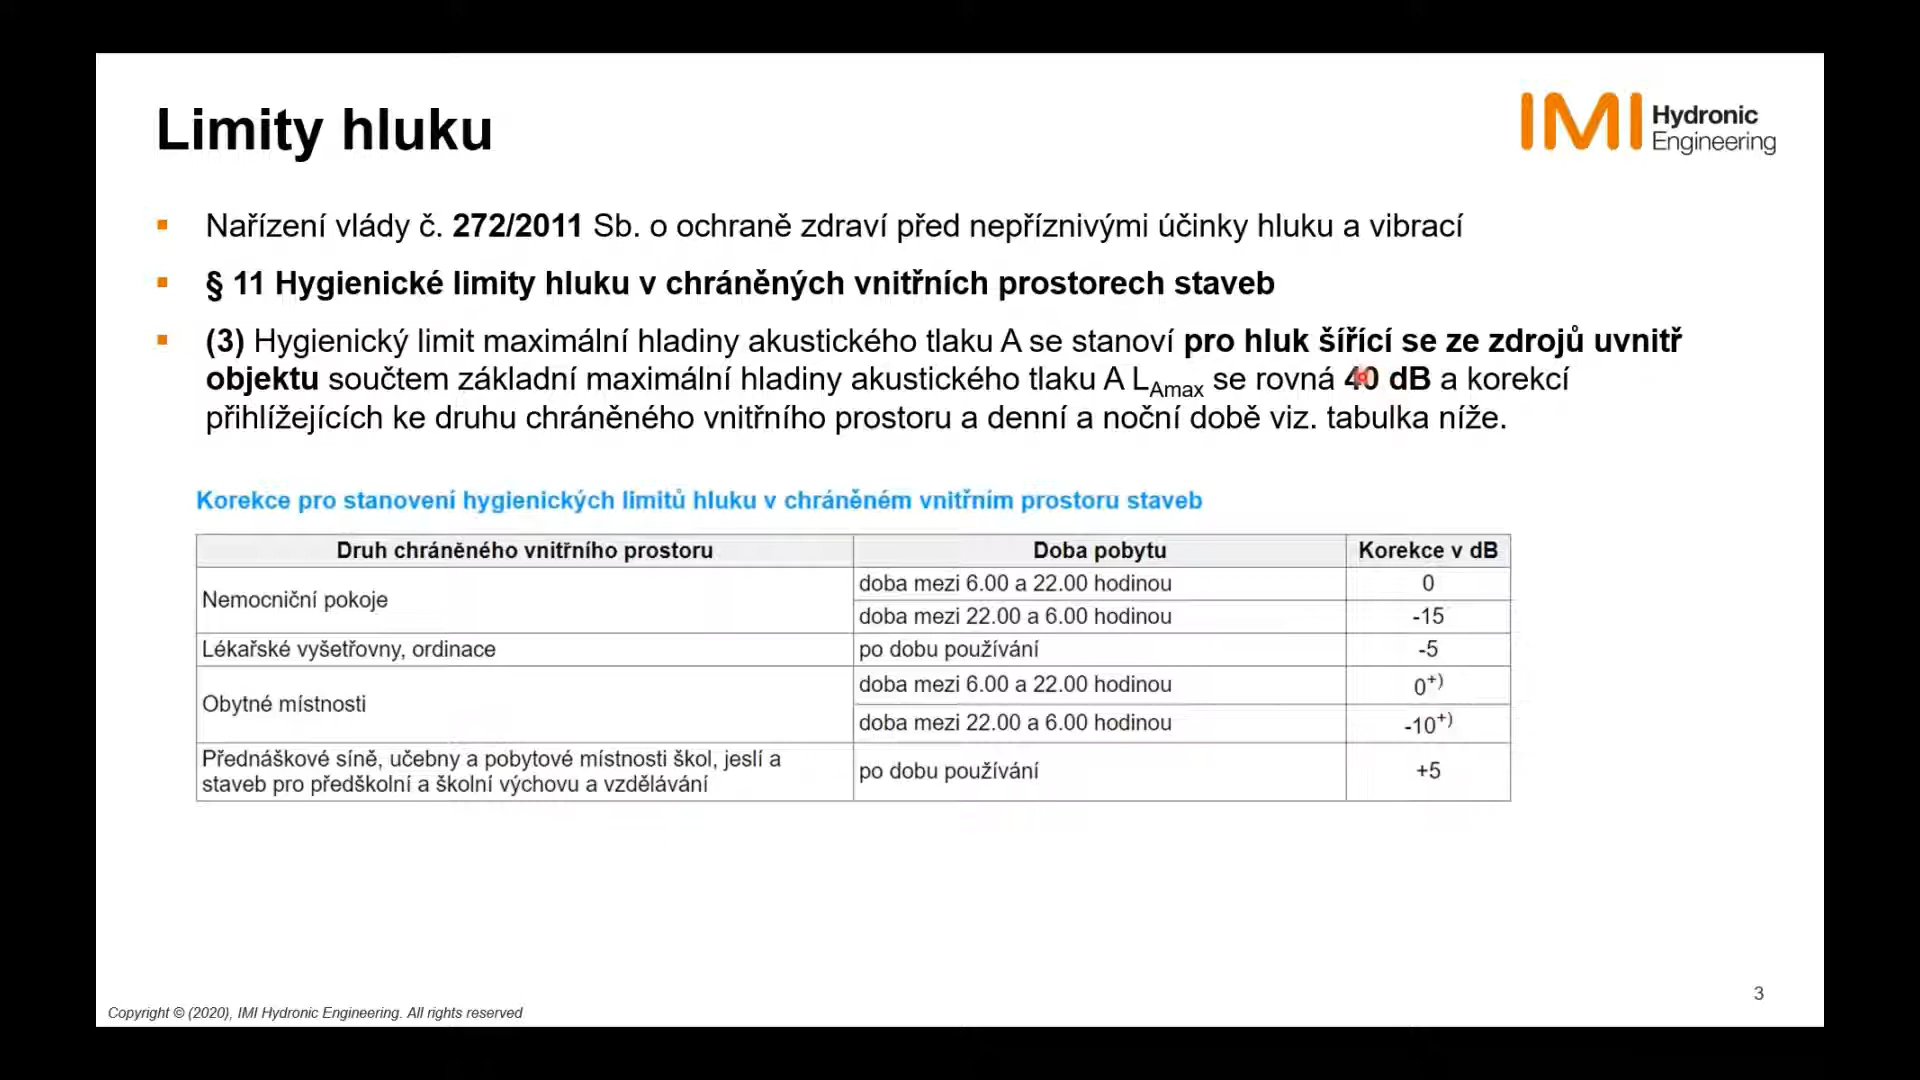 Limity hluku
IMI Hydronic
Engineering
Nařízení vlády č. 272/2011 Sb. o ochraně zdraví před nepříznivými účinky hluku a vibrací
§ 11 Hygienické limity hluku v chráněných vnitřních prostorech staveb
(3) Hygienický limit maximální hladiny akustického tlaku A se stanoví pro hluk šířící se ze zdrojů uvnitř
objektu součtem základní maximální hladiny akustického tlaku A LAmax se rovná 40 dB a korekcí
přihlížejících ke druhu chráněného vnitřního prostoru a denní a noční době viz. tabulka níže.
Korekce pro stanovení hygienických limitů hluku v chráněném vnitřním prostoru staveb
Druh chráněného vnitřního prostoru Doba pobytu Korekce v dB
Nemocniční pokoje
doba mezi 6.00 a 22.00 hodinou 0
doba mezi 22.00 a 6.00 hodinou -15
Lékařské vyšetřovny, ordinace po dobu používání -5
Obytné místnosti
doba mezi 6.00 a 22.00 hodinou 0+)
doba mezi 22.00 a 6.00 hodinou -10+)
Přednáškové síně, učebny a pobytové místnosti škol, jeslí a
staveb pro předškolní a školní výchovu a vzdělávání
po dobu používání +5
3
Copyright © (2020), IMI Hydronic Engineering. All rights reserved